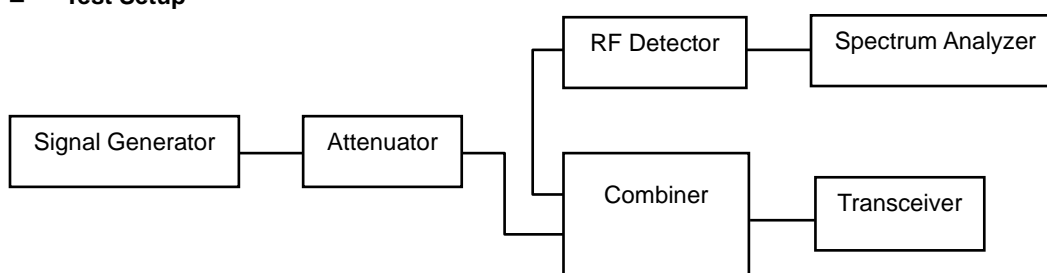 Test Setup
RF Detector
Spectrum Analyzer
Signal Generator
Attenuator
Combiner
Transceiver